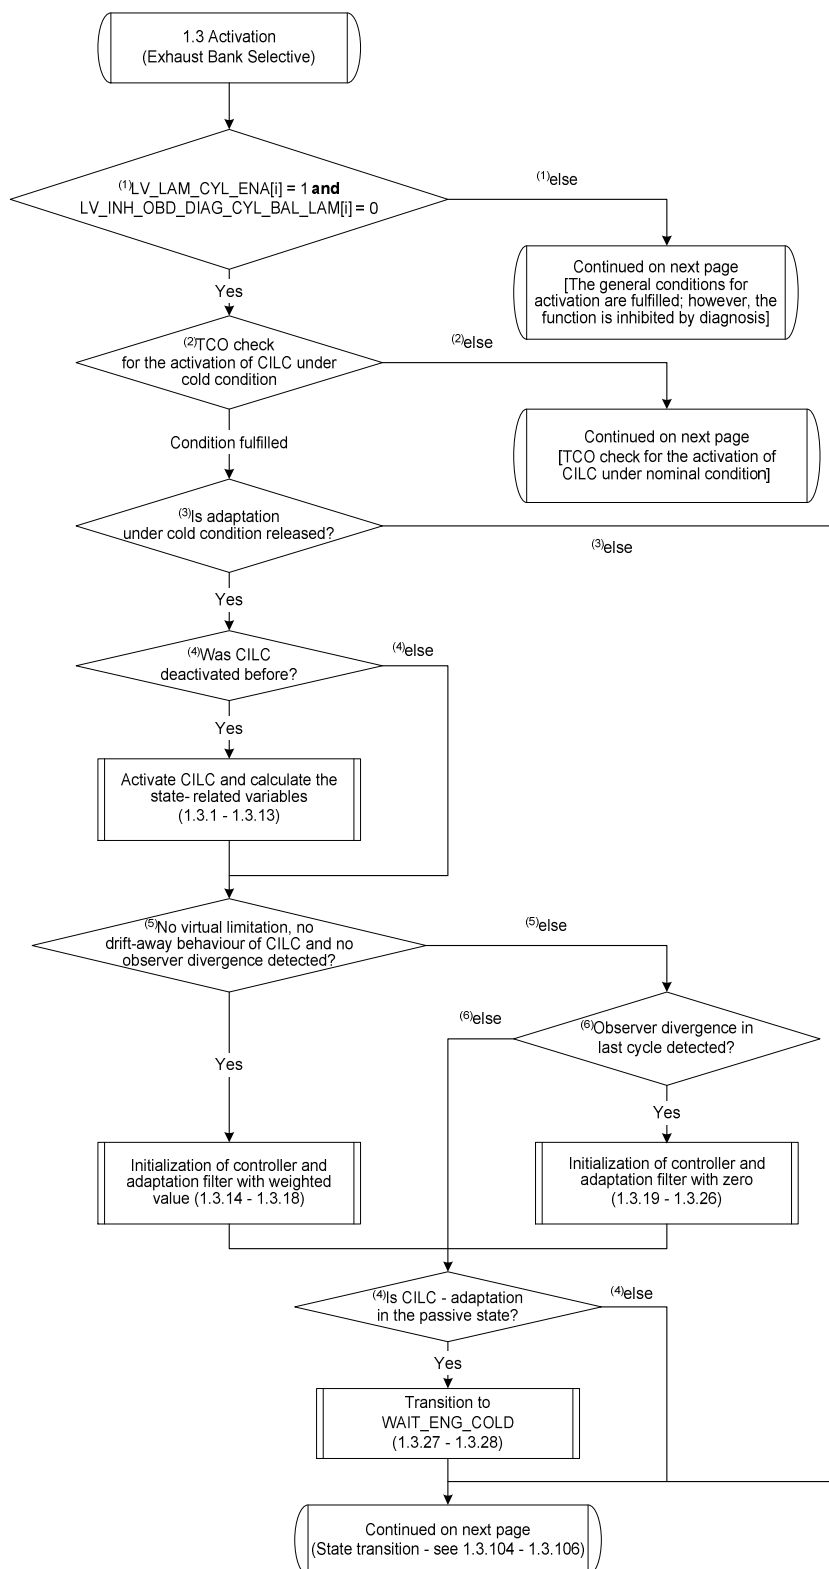 1.3 Activation
(Exhaust Bank Selective)
(1)LV_LAM_CYL_ENA[i] = 1 and
LV_INH_OBD_DIAG_CYL_BAL_LAM[i] = 0
(1)else
Continued on next page
[The general conditions for
activation are fulfilled; however, the
function is inhibited by diagnosis]
Yes
(2)TCO check
for the activation of CILC under
cold condition
(2)else
Continued on next page
[TCO check for the activation of
CILC under nominal condition]
Condition fulfilled
(3)Is adaptation
under cold condition released?
(3)else
Yes
(4)Was CILC
deactivated before?
(4)else
Yes
Activate CILC and calculate the
state- related variables
(1.3.1 - 1.3.13)
(5)No virtual limitation, no
drift-away behaviour of CILC and no
observer divergence detected?
(5)else
(6)Observer divergence in
last cycle detected?
(6)else
Yes
Yes
Initialization of controller and
adaptation filter with weighted
value (1.3.14 - 1.3.18)
Initialization of controller and
adaptation filter with zero
(1.3.19 - 1.3.26)
(4)Is CILC - adaptation
in the passive state?
(4)else
Yes
Transition to
WAIT_ENG_COLD
(1.3.27 - 1.3.28)
Continued on next page
(State transition - see 1.3.104 - 1.3.106)